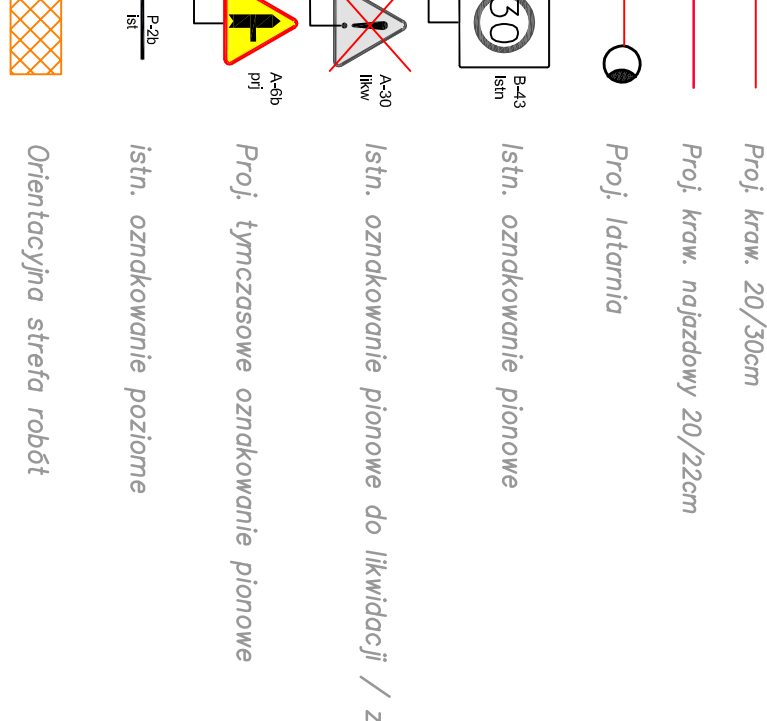 Proj. kraw. 20/30cm
Proj. kraw. najazdowy 20/22cm
Proj. latarnia
30
B-43
Istn
Istn. oznakowanie pionowe
A-30
likw
Istn. oznakowanie pionowe do likwidacji / z
A-6b
prj
Proj. tymczasowe oznakowanie pionowe
P-2b
ist
istn. oznakowanie poziome
Orientacyjna strefa robót